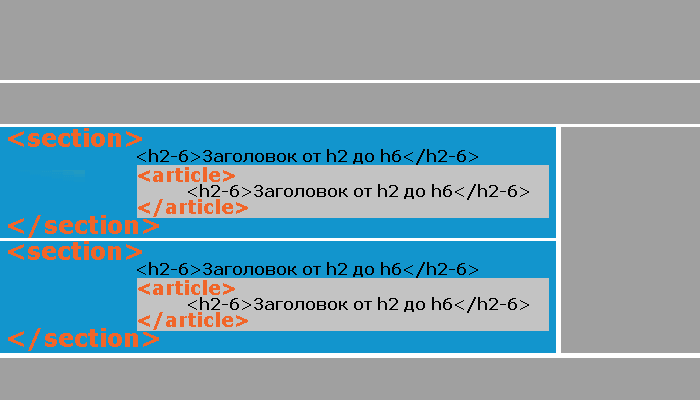 <section>
<h2-6>Заголовок от h2 до h6</h2-6>
<article>
<h2-6>Заголовок от h2 до h6</h2-6>
</article>
</section>
<section>
<h2-6>Заголовок от h2 до h6</h2-6>
<article>
<h2-6>Заголовок от h2 до h6</h2-6>
</article>
</section>